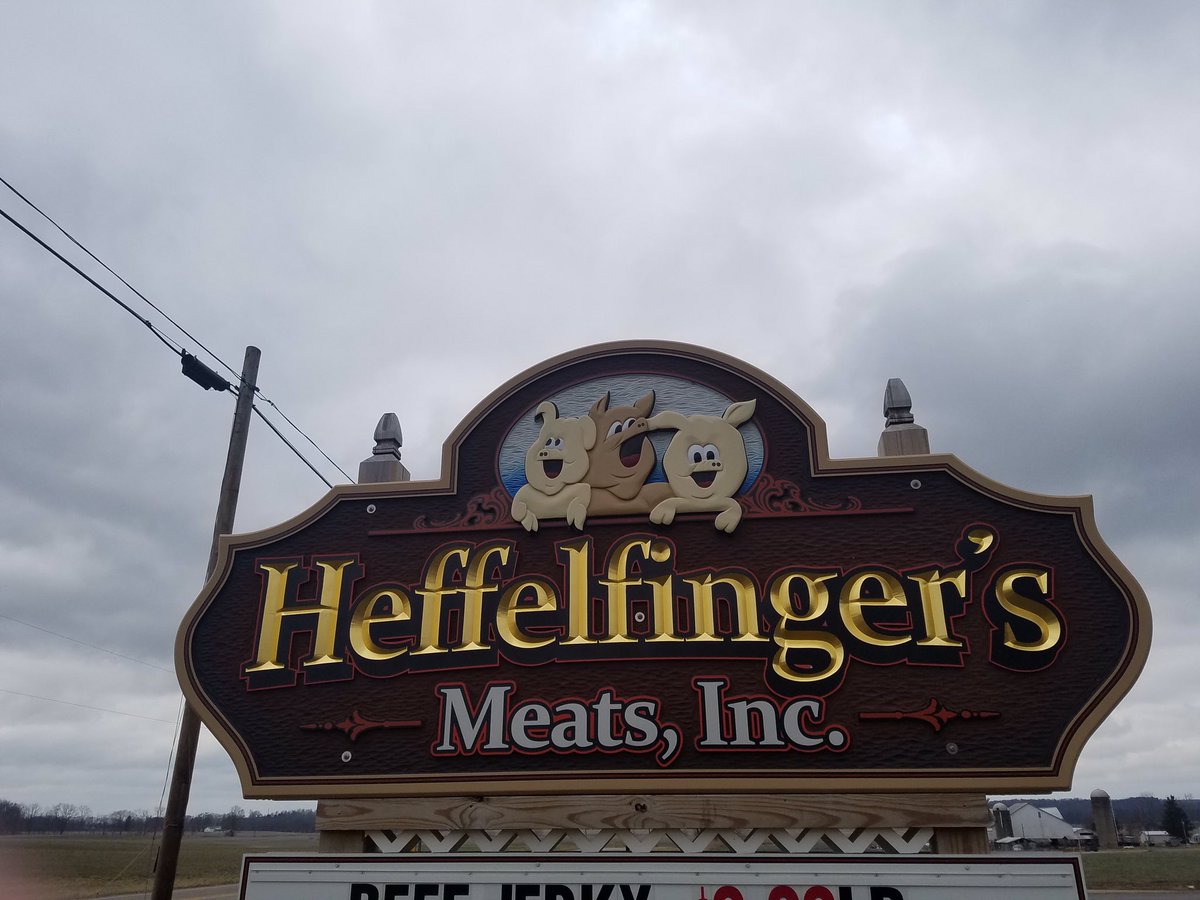 Heffelfinger's
Meats, Inc.
BEEF JERKY